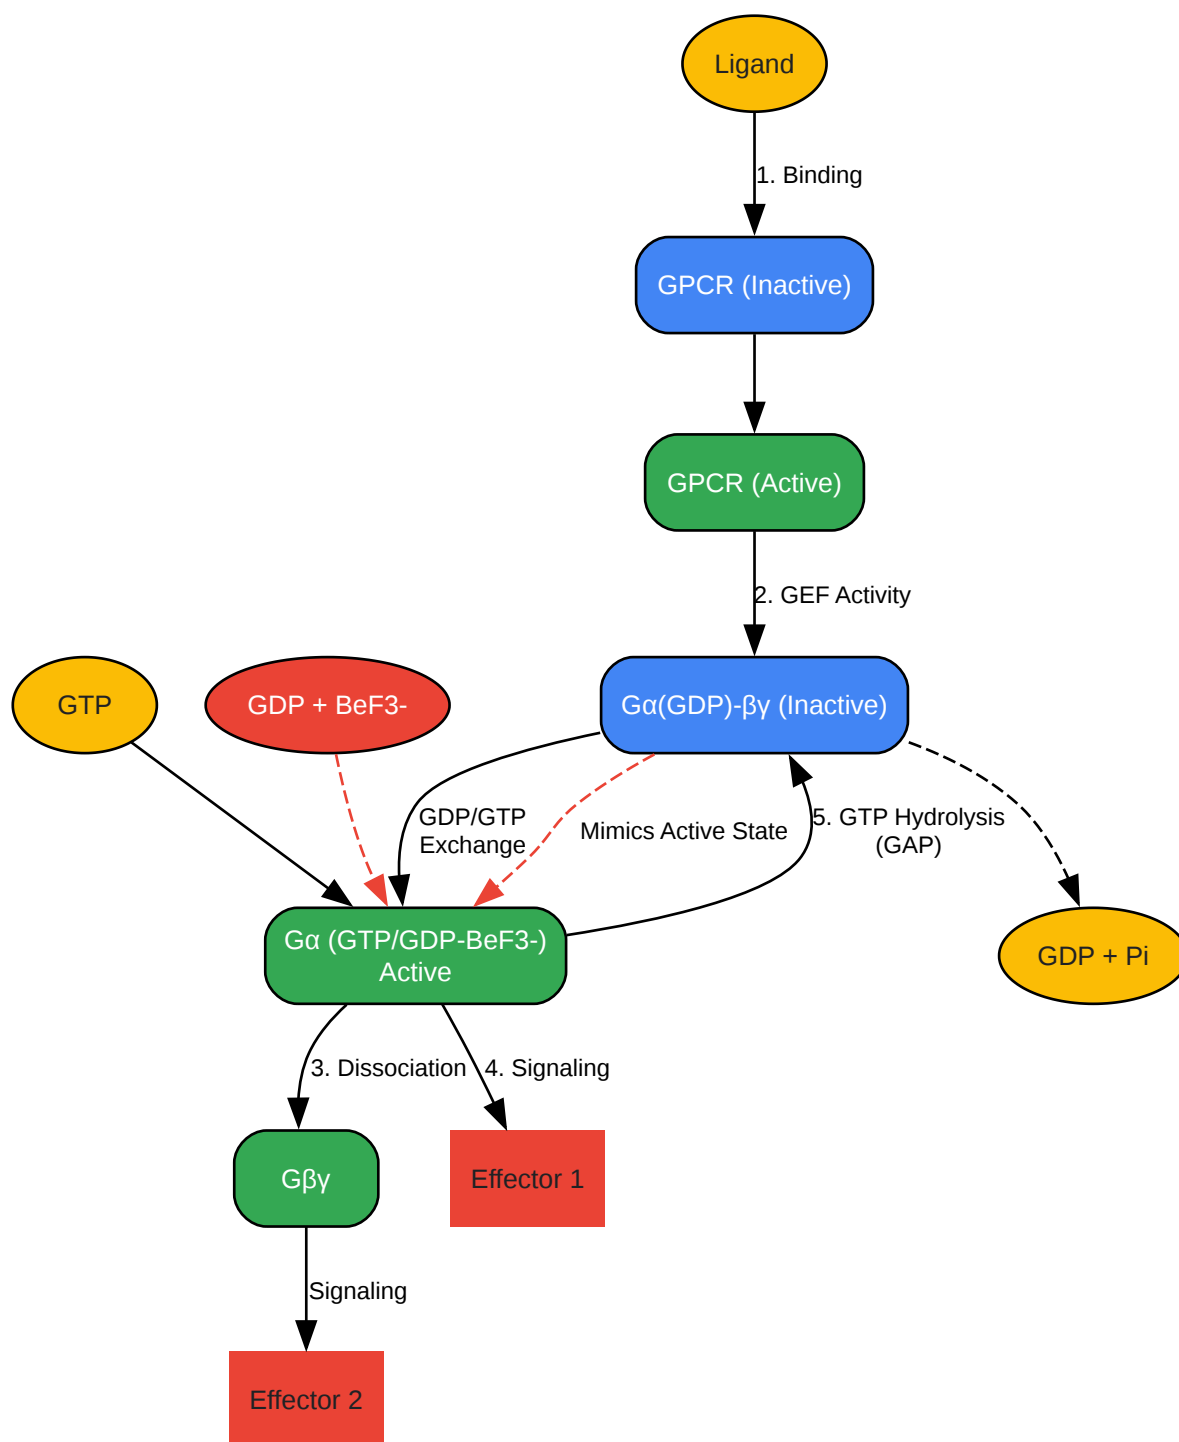 Ligand
1. Binding
GPCR (Inactive)
GPCR (Active)
2. GEF Activity
GTP
GDP + BeF3-
Gα(GDP)-βγ (Inactive)
GDP/GTP
Exchange
Mimics Active State
5. GTP Hydrolysis
(GAP)
Gα (GTP/GDP-BeF3-)
Active
GDP + Pi
3. Dissociation
4. Signaling
Gβγ
Effector 1
Signaling
Effector 2